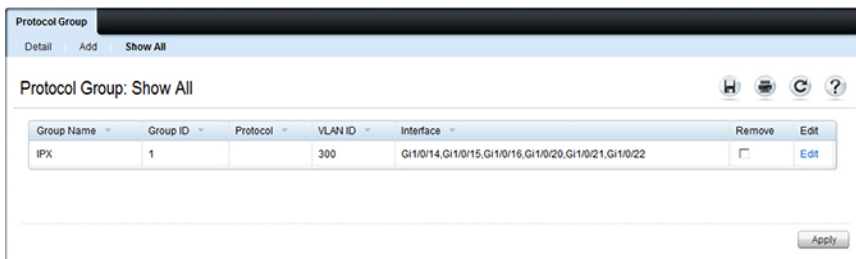 Protocol Group
Detail Add Show All
Protocol Group: Show All
?
Group Name Group ID Protocol VLAN ID Interface Remove Edit
IPX 1 300 Gi1/0/14,Gi1/0/15,Gi1/0/16,Gi1/0/20,Gi1/0/21,Gi1/0/22 Edit
Apply